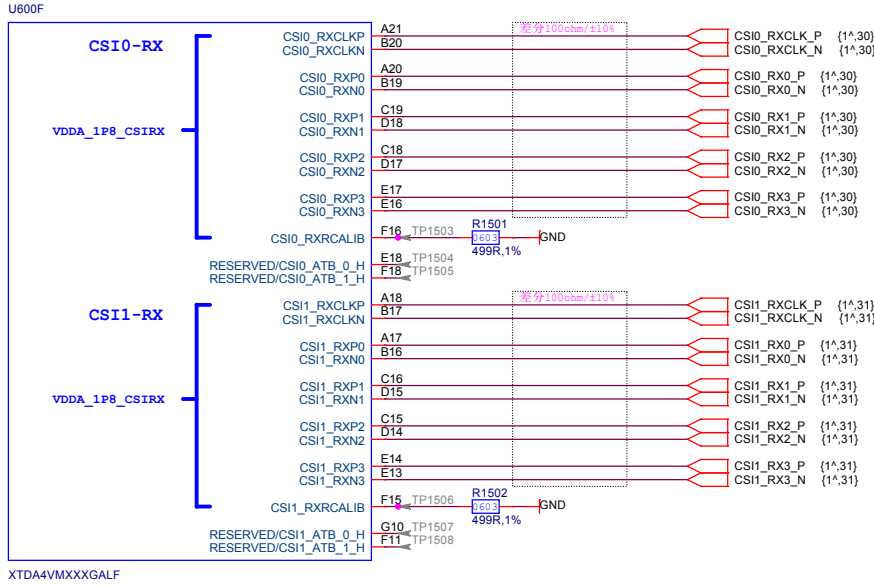 U600F
CSI0-RX
VDDA_1P8_CSIRX
CSI0_RXCLKP A21 差分100ohm/±10% CSI0_RXCLK_P {1^,30}
CSI0_RXCLKN B20 CSI0_RXCLK_N {1^,30}
CSI0_RXP0 A20 CSI0_RX0_P {1^,30}
CSI0_RXN0 B19 CSI0_RX0_N {1^,30}
CSI0_RXP1 C19 CSI0_RX1_P {1^,30}
CSI0_RXN1 D18 CSI0_RX1_N {1^,30}
CSI0_RXP2 C18 CSI0_RX2_P {1^,30}
CSI0_RXN2 D17 CSI0_RX2_N {1^,30}
CSI0_RXP3 E17 CSI0_RX3_P {1^,30}
CSI0_RXN3 E16 CSI0_RX3_N {1^,30}
R1501
CSI0_RXRCALIB F16 TP1503 0603 GND
499R,1%
RESERVED/CSI0_ATB_0_H E18 TP1504
RESERVED/CSI0_ATB_1_H F18 TP1505
CSI1-RX
VDDA_1P8_CSIRX
CSI1_RXCLKP A18 差分100ohm/±10% CSI1_RXCLK_P {1^,31}
CSI1_RXCLKN B17 CSI1_RXCLK_N {1^,31}
CSI1_RXP0 A17 CSI1_RX0_P {1^,31}
CSI1_RXN0 B16 CSI1_RX0_N {1^,31}
CSI1_RXP1 C16 CSI1_RX1_P {1^,31}
CSI1_RXN1 D15 CSI1_RX1_N {1^,31}
CSI1_RXP2 C15 CSI1_RX2_P {1^,31}
CSI1_RXN2 D14 CSI1_RX2_N {1^,31}
CSI1_RXP3 E14 CSI1_RX3_P {1^,31}
CSI1_RXN3 E13 CSI1_RX3_N {1^,31}
R1502
CSI1_RXRCALIB F15 TP1506 0603 GND
499R,1%
RESERVED/CSI1_ATB_0_H G10 TP1507
RESERVED/CSI1_ATB_1_H F11 TP1508
XTDA4VMXXXGALF